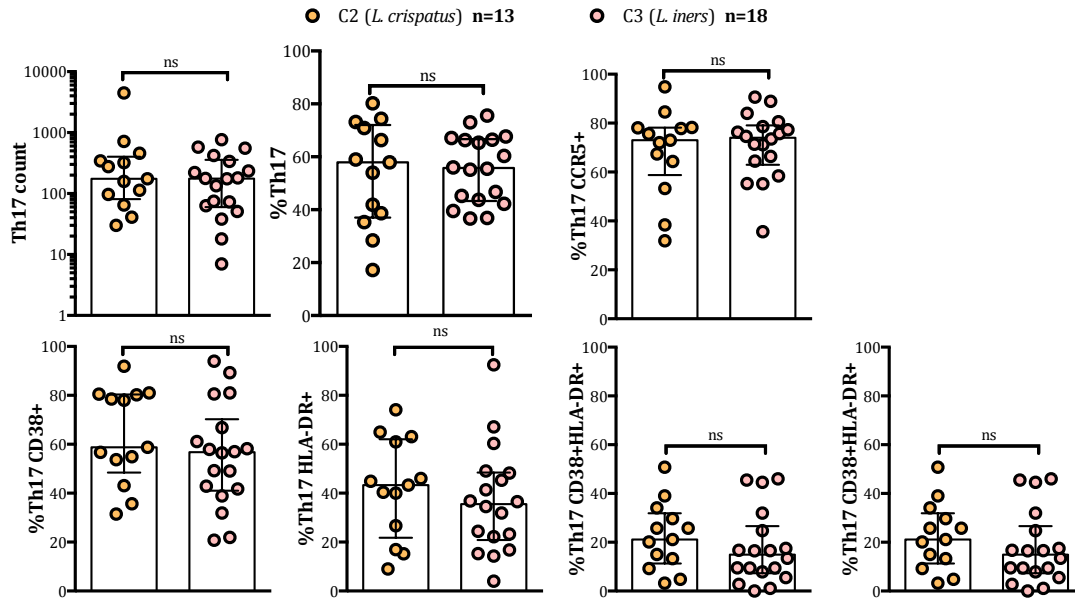 C2 (L. crispatus) n=13
C3 (L. iners) n=18
Th17 count
10000
1000
100
10
1
ns
%Th17
100
80
60
40
20
0
ns
%Th17 CCR5+
100
80
60
40
20
0
ns
%Th17 CD38+
100
80
60
40
20
0
ns
%Th17 HLA-DR+
100
80
60
40
20
0
ns
%Th17 CD38+HLA-DR+
100
80
60
40
20
0
ns
%Th17 CD38+HLA-DR+
100
80
60
40
20
0
ns